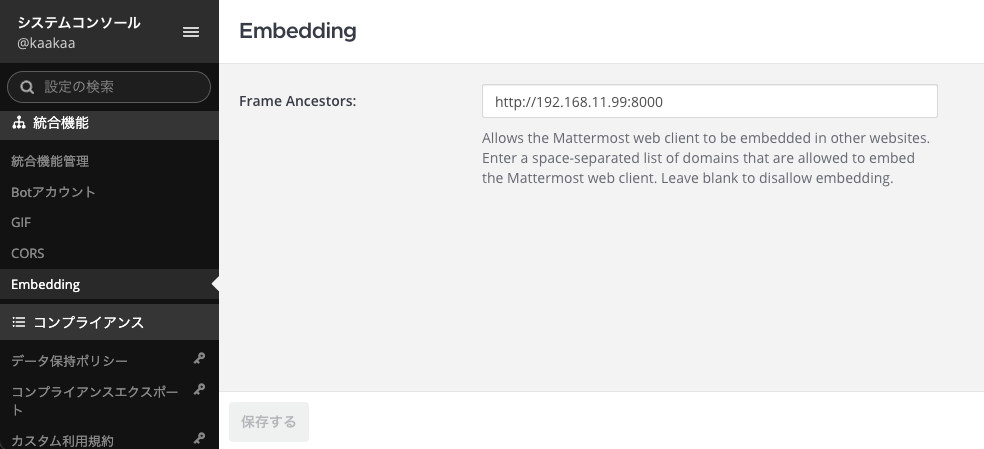 システムコンソール
@kaakaa
設定の検索
統合機能
統合機能管理
Botアカウント
GIF
CORS
Embedding
コンプライアンス
データ保持ポリシー
コンプライアンスエクスポー
ト
カスタム利用規約
Embedding
Frame Ancestors:
http://192.168.11.99:8000
Allows the Mattermost web client to be embedded in other websites.
Enter a space-separated list of domains that are allowed to embed
the Mattermost web client. Leave blank to disallow embedding.
保存する